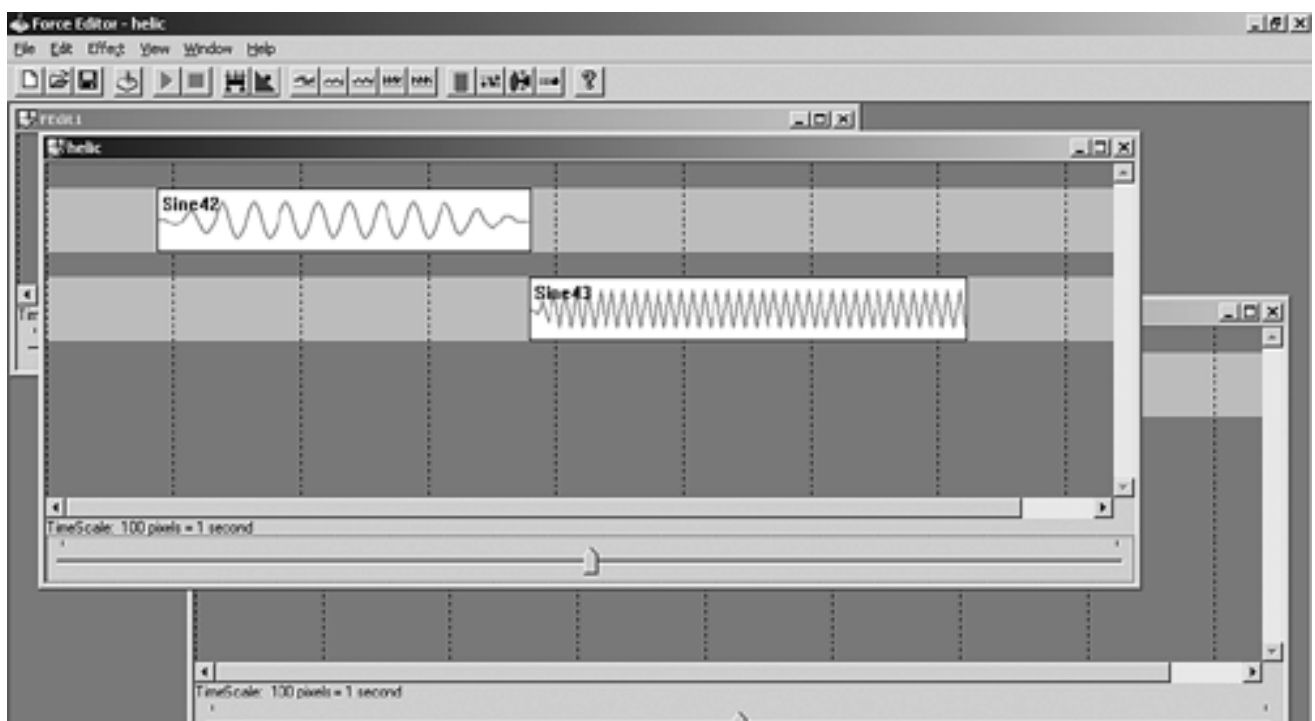 Force Editor - helic
File Edit Effect View Window Help
helic
Sine42
Sine43
TimeScale: 100 pixels = 1 second
TimeScale: 100 pixels = 1 second